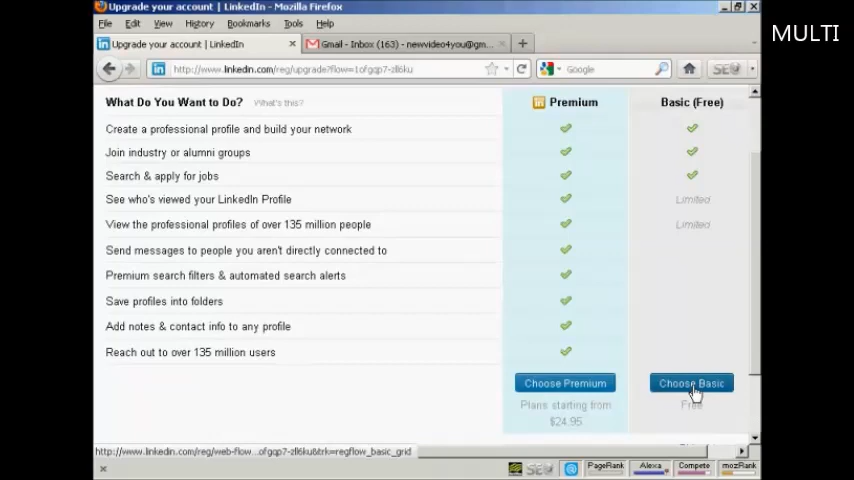 Upgrade your account | LinkedIn - Mozilla Firefox
MULTI
File Edit View History Bookmarks Tools Help
Upgrade your account | LinkedIn
Gmail - Inbox (163) - newvideo4you@gm...
http://www.linkedin.com/reg/upgrade?flow=1ofgqp7-zll6ku
Google
What Do You Want to Do? What's this? Premium Basic (Free)
Create a professional profile and build your network
Join industry or alumni groups
Search & apply for jobs
See who's viewed your LinkedIn Profile Limited
View the professional profiles of over 135 million people Limited
Send messages to people you aren't directly connected to
Premium search filters & automated search alerts
Save profiles into folders
Add notes & contact info to any profile
Reach out to over 135 million users
Choose Premium Choose Basic
Plans starting from Free
$24.95
http://www.linkedin.com/reg/web-flow...ofgqp7-zll6ku&trk=regflow_basic_grid
PageRank Alexa Compete mozRank